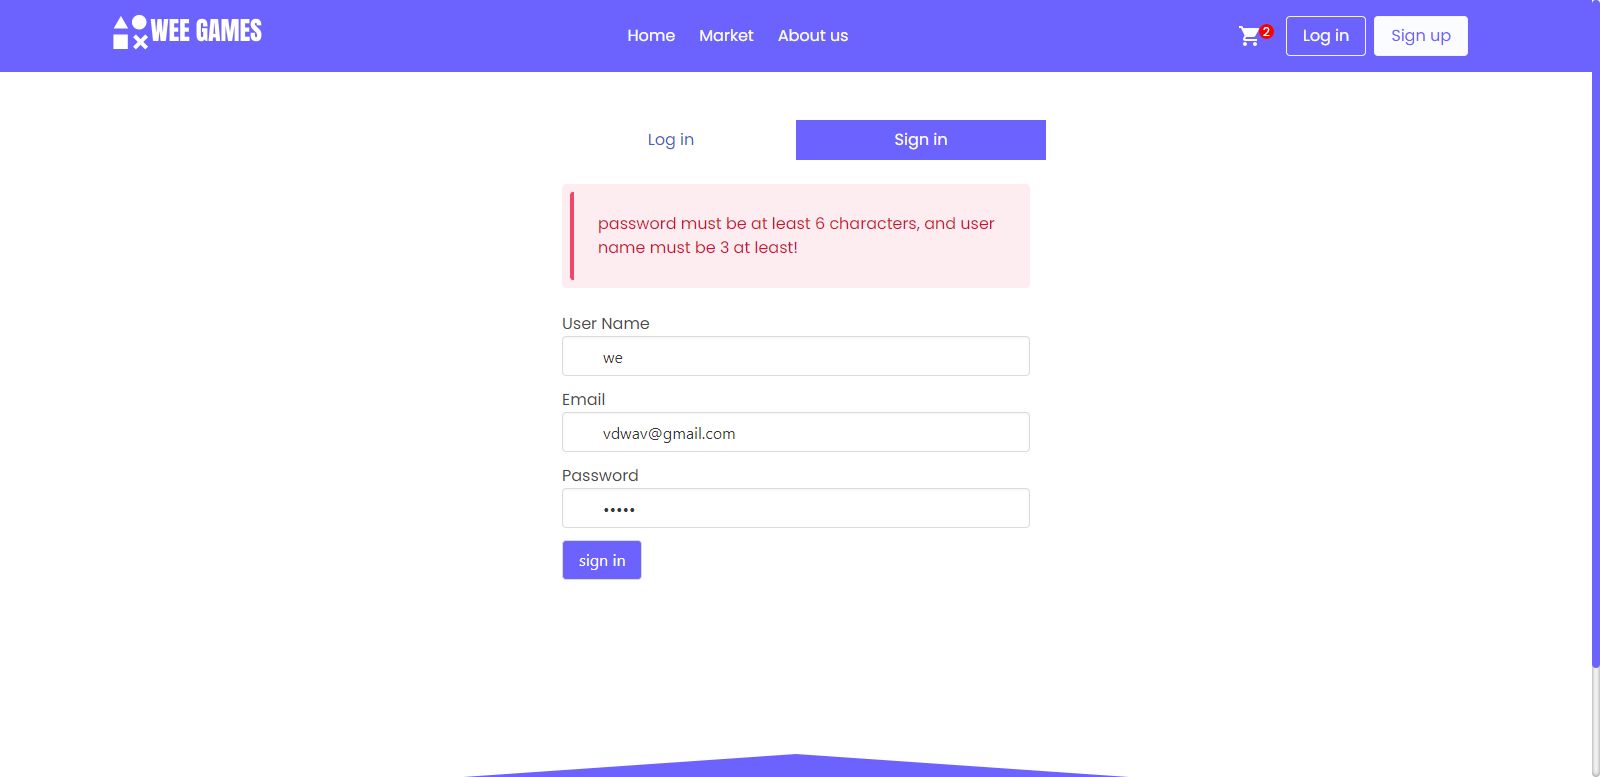 WEE GAMES
Home Market About us
2 Log in Sign up
Log in Sign in
password must be at least 6 characters, and user
name must be 3 at least!
User Name
we
Email
vdwav@gmail.com
Password
•••••
sign in